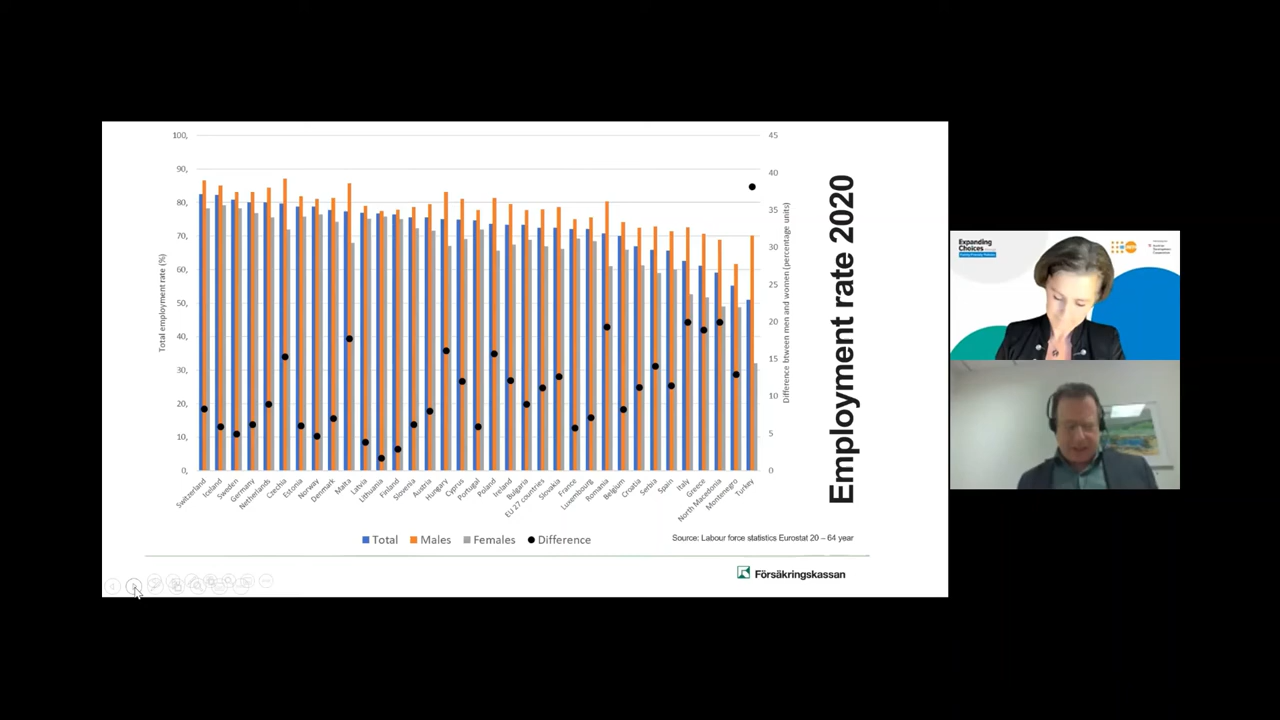 100,
90,
80,
70,
60,
50,
40,
30,
20,
10,
0,
Total employment rate (%)
45
40
35
30
25
20
15
10
5
0
Difference btween men and women (percentage units)
Switzerland
Iceland
Sweden
Germany
Netherlands
Czechia
Estonia
Norway
Denmark
Malta
Latvia
Lithuania
Finland
Slovenia
Austria
Hungary
Cyprus
Portugal
Poland
Ireland
Bulgaria
EU 27 countries
Slovakia
France
Luxembourg
Romania
Belgium
Croatia
Serbia
Spain
Italy
Greece
North Macedonia
Montenegro
Turkey
Total Males Females Difference
Employment rate 2020
Source: Labour force statistics Eurostat 20 – 64 year
Försäkringskassan
Expanding
Choices